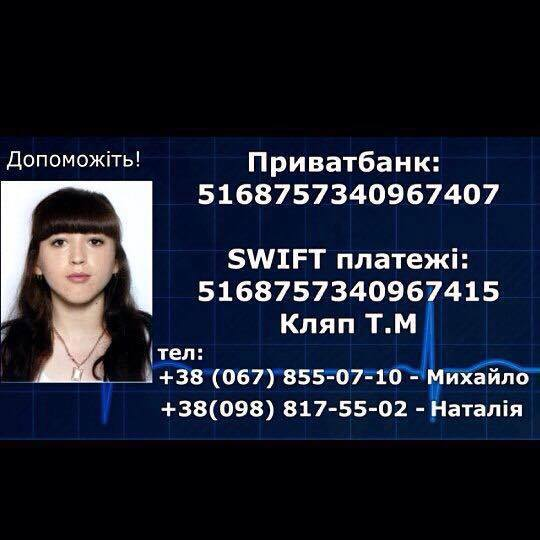 Допоможіть!
Приватбанк:
5168757340967407
SWIFT платежі:
5168757340967415
Кляп Т.М
тел:
+38 (067) 855-07-10 - Михайло
+38(098) 817-55-02 - Наталія